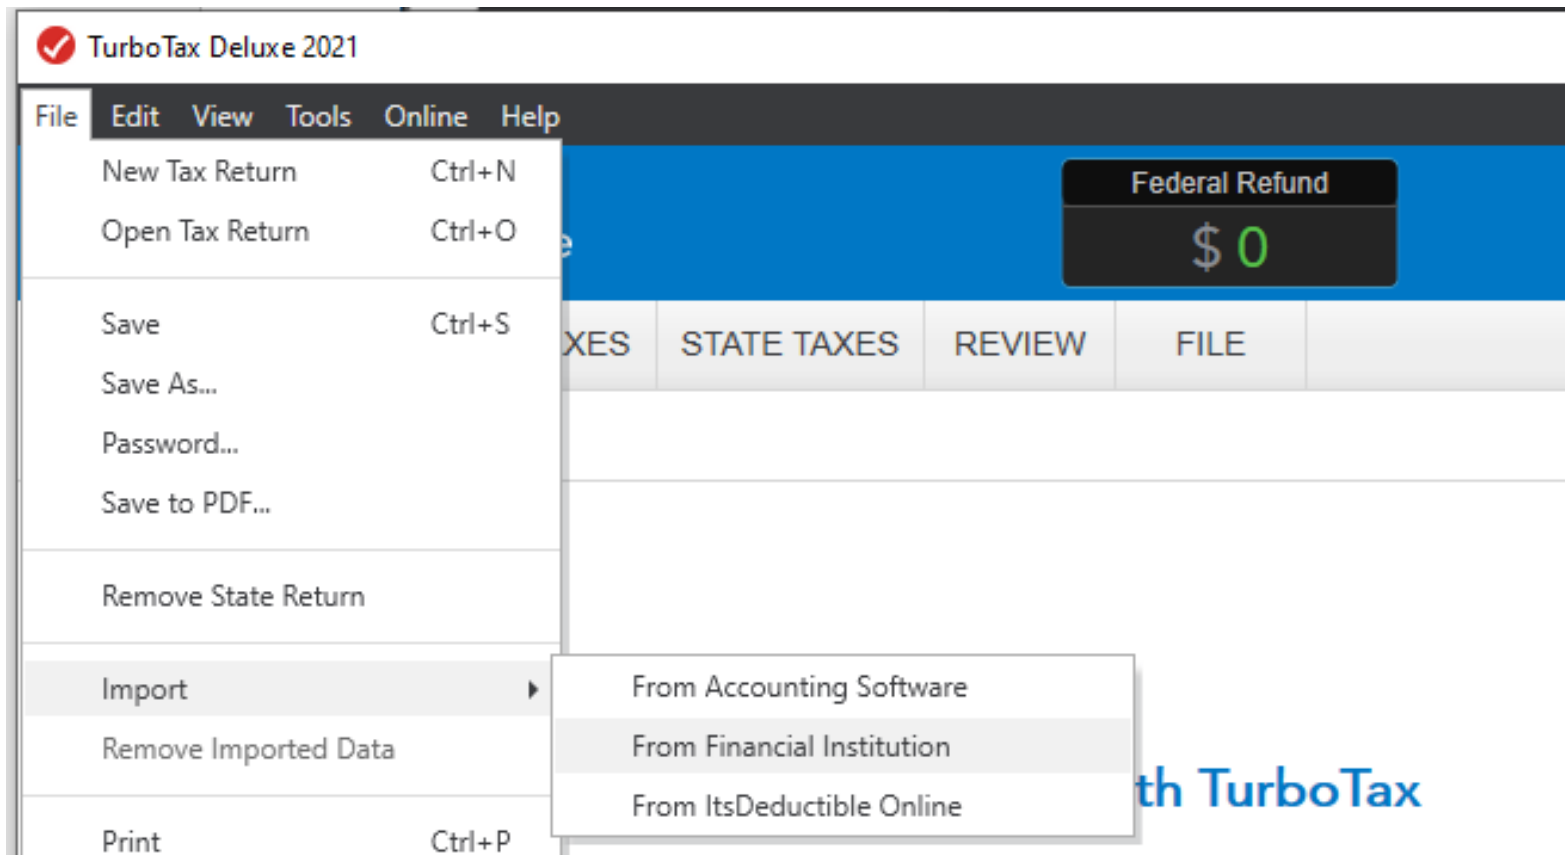 TurboTax Deluxe 2021
File Edit View Tools Online Help
New Tax Return Ctrl+N
Open Tax Return Ctrl+O
Save Ctrl+S
Save As...
Password...
Save to PDF...
Remove State Return
Import
Remove Imported Data
Print Ctrl+P
From Accounting Software
From Financial Institution
From ItsDeductible Online
Federal Refund
$ 0
XES STATE TAXES REVIEW FILE
th TurboTax